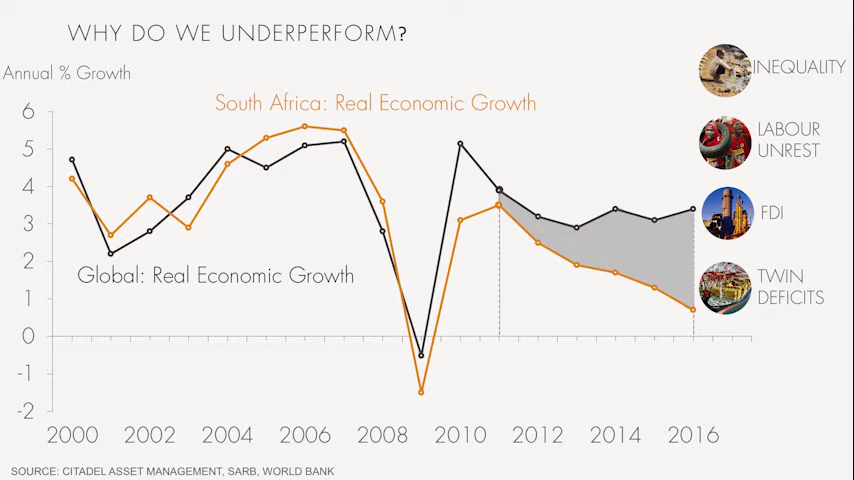 WHY DO WE UNDERPERFORM?
Annual % Growth
South Africa: Real Economic Growth
Global: Real Economic Growth
6
5
4
3
2
1
0
-1
-2
2000 2002 2004 2006 2008 2010 2012 2014 2016
INEQUALITY
LABOUR
UNREST
FDI
TWIN
DEFICITS
SOURCE: CITADEL ASSET MANAGEMENT, SARB, WORLD BANK